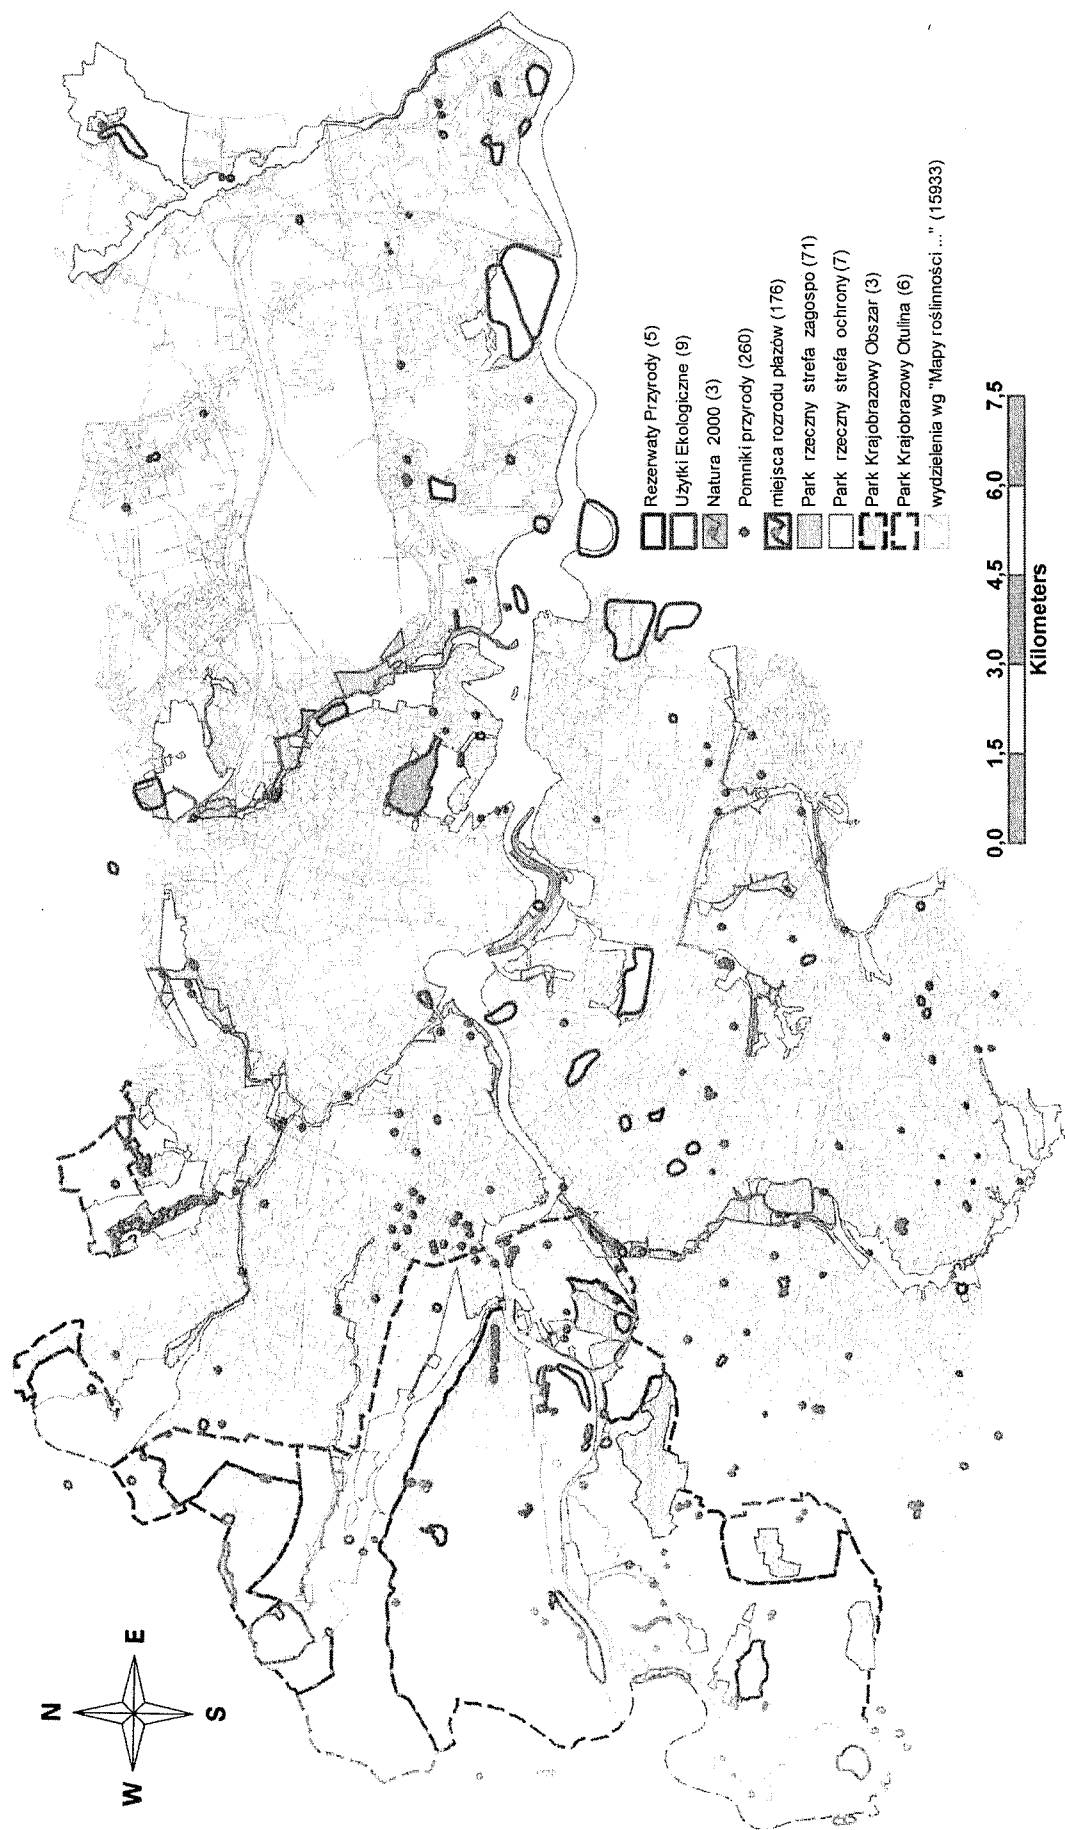 N
E
S
W
Rezerwaty Przyrody (5)
Użytki Ekologiczne (9)
Natura 2000 (3)
Pomniki przyrody (260)
miejsca rozrodu płazów (176)
Park rzeczny strefa zagospo (71)
Park rzeczny strefa ochrony (7)
Park Krajobrazowy Obszar (3)
Park Krajobrazowy Otulina (6)
wydzielenia wg "Mapy roślinności ..." (15933)
0,0 1,5 3,0 4,5 6,0 7,5
Kilometers